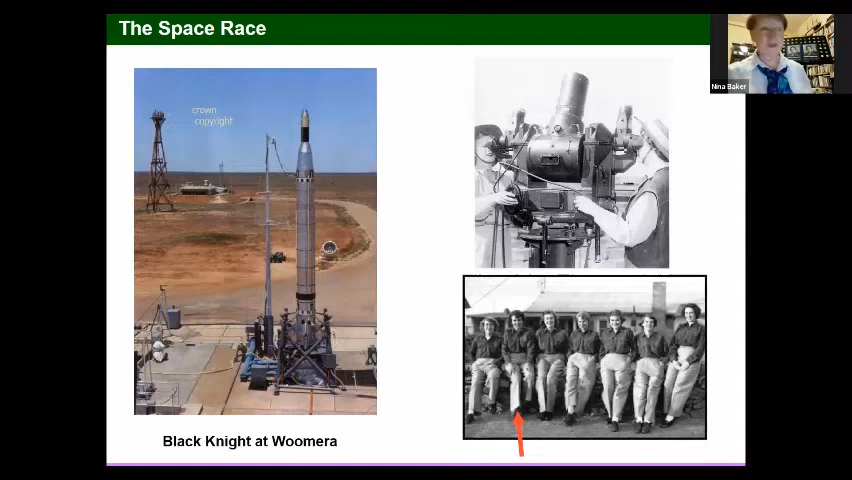 The Space Race
Nina Baker
crown
copyright
Black Knight at Woomera